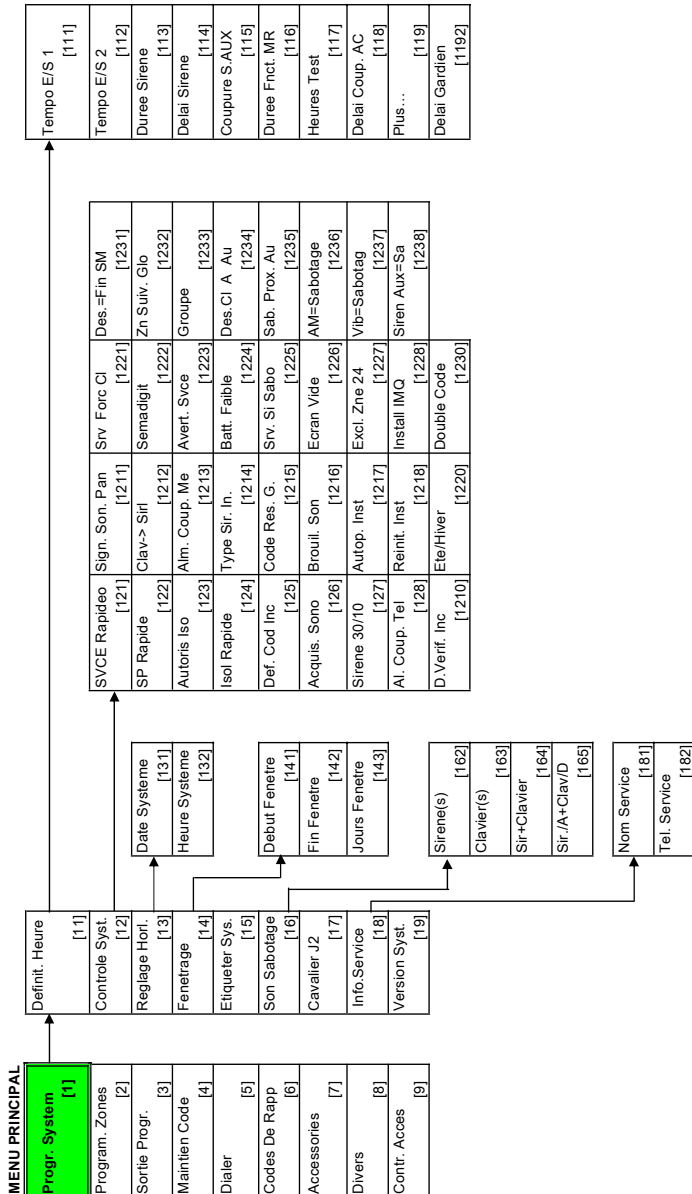 MENU PRINCIPAL
Progr. System
[1]
Program. Zones
[2]
Sortie Progr.
[3]
Maintien Code
[4]
Dialer
[5]
Codes De Rapp
[6]
Accessories
[7]
Divers
[8]
Contr. Acces
[9]
Definit. Heure
[11]
Controle Syst.
[12]
Reglage Horl.
[13]
Fenetrage
[14]
Etiqueter Sys.
[15]
Son Sabotage
[16]
Cavalier J2
[17]
Info.Service
[18]
Version Syst.
[19]
Date Systeme
[131]
Heure Systeme
[132]
Debut Fenetre
[141]
Fin Fenetre
[142]
Jours Fenetre
[143]
Sirene(s)
[162]
Clavier(s)
[163]
Sir+Clavier
[164]
Sir./A+Clav/D
[165]
Nom Service
[181]
Tel. Service
[182]
SVCE Rapideo
[121]
SP Rapide
[122]
Autoris Iso
[123]
Isol Rapide
[124]
Def. Cod Inc
[125]
Acquis. Sono
[126]
Sirene 30/10
[127]
Al. Coup. Tel
[128]
D.Verif. Inc
[1210]
Sign. Son. Pan
[1211]
Clav-> Sirl
[1212]
Alm. Coup. Me
[1213]
Type Sir. In.
[1214]
Code Res. G.
[1215]
Brouil. Son
[1216]
Autop. Inst
[1217]
Reinit. Inst
[1218]
Ete/Hiver
[1220]
Srv Forc Cl
[1221]
Semadigit
[1222]
Avert. Svce
[1223]
Batt. Faible
[1224]
Srv. Si Sabo
[1225]
Ecran Vide
[1226]
Excl. Zne 24
[1227]
Install IMQ
[1228]
Double Code
[1230]
Des.=Fin SM
[1231]
Zn Suiv. Glo
[1232]
Groupe
[1233]
Des.Cl A Au
[1234]
Sab. Prox. Au
[1235]
AM=Sabotage
[1236]
Vib=Sabotag
[1237]
Siren Aux=Sa
[1238]
Tempo E/S 1
[111]
Tempo E/S 2
[112]
Duree Sirene
[113]
Delai Sirene
[114]
Coupure S.AUX
[115]
Duree Fnct. MR
[116]
Heures Test
[117]
Delai Coup. AC
[118]
Plus...
[119]
Delai Gardien
[1192]